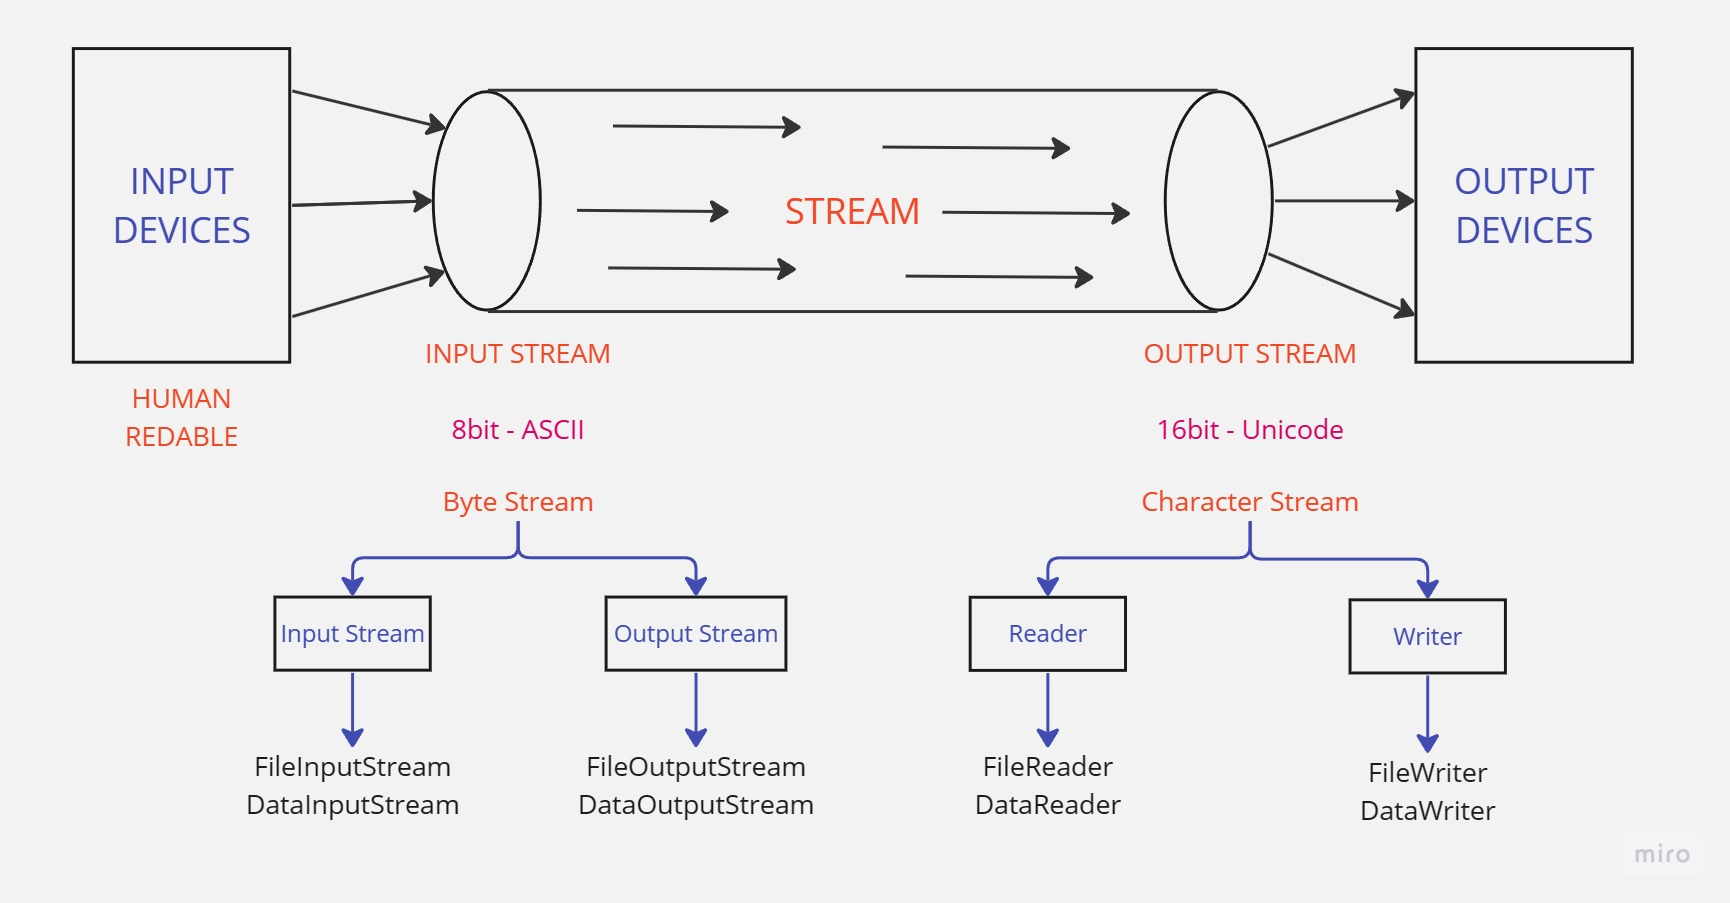 INPUT
DEVICES
STREAM
OUTPUT
DEVICES
INPUT STREAM
OUTPUT STREAM
HUMAN
REDABLE
8bit - ASCII
16bit - Unicode
Byte Stream
Character Stream
Input Stream
Output Stream
Reader
Writer
FileInputStream
DataInputStream
FileOutputStream
DataOutputStream
FileReader
DataReader
FileWriter
DataWriter
miro